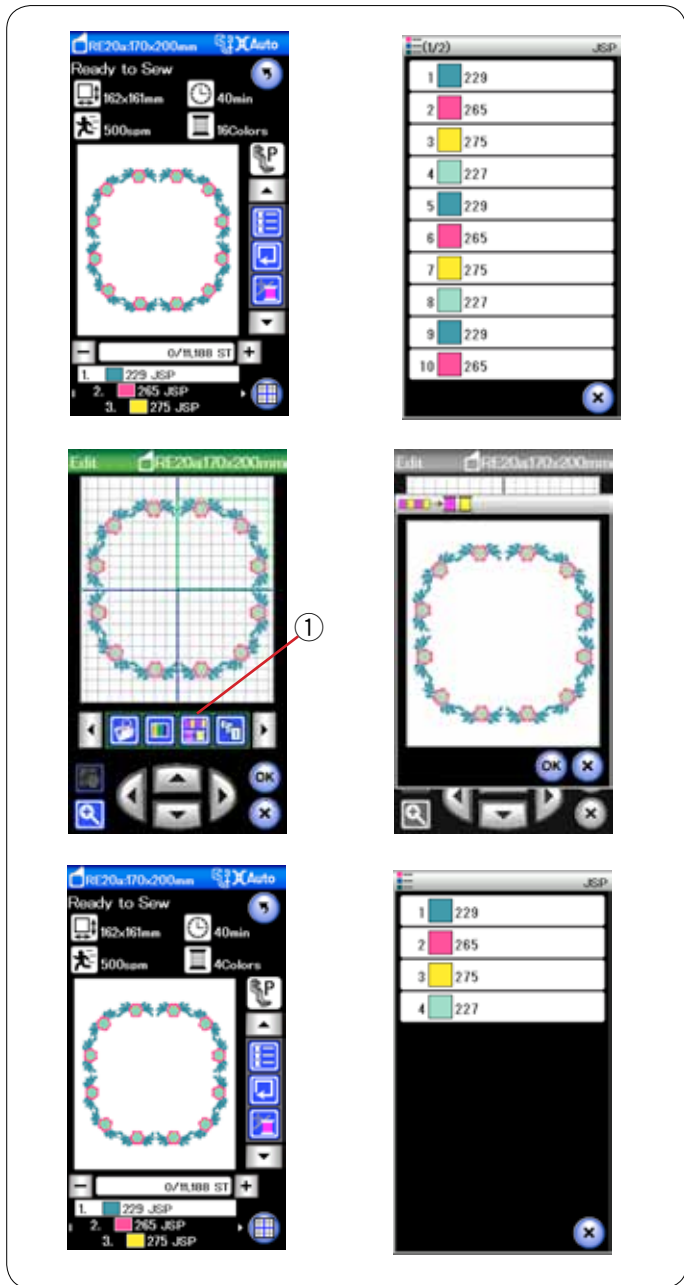 RE20a:170x200mm Auto
Ready to Sew
162x161mm 40min
500spm 16Colors
P
0/11,188 ST
1. 229 JSP
2. 265 JSP
3. 275 JSP
(1/2) JSP
1 229
2 265
3 275
4 227
5 229
6 265
7 275
8 227
9 229
10 265
Edit RE20a:170x200mm
①
OK
Edit RE20a:170x200mm
OK
RE20a:170x200mm Auto
Ready to Sew
162x161mm 40min
500spm 4Colors
P
0/11,188 ST
1. 229 JSP
2. 265 JSP
3. 275 JSP
JSP
1 229
2 265
3 275
4 227